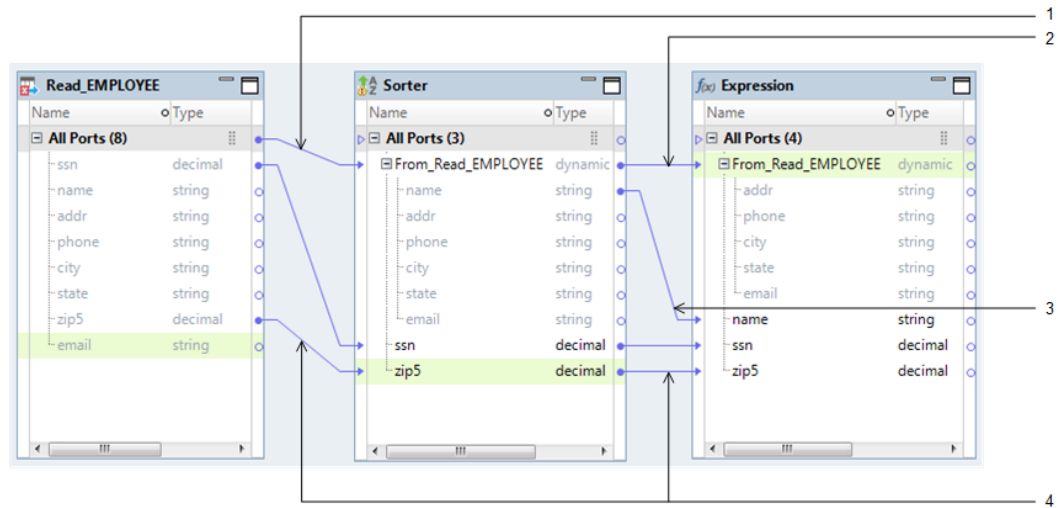 1
2
Read_EMPLOYEE
Name Type
All Ports (8)
ssn decimal
name string
addr string
phone string
city string
state string
zip5 decimal
email string
Sorter
Name Type
All Ports (3)
From_Read_EMPLOYEE dynamic
name string
addr string
phone string
city string
state string
email string
ssn decimal
zip5 decimal
f(x) Expression
Name Type
All Ports (4)
From_Read_EMPLOYEE dynamic
addr string
phone string
city string
state string
email string
name string
ssn decimal
zip5 decimal
3
4